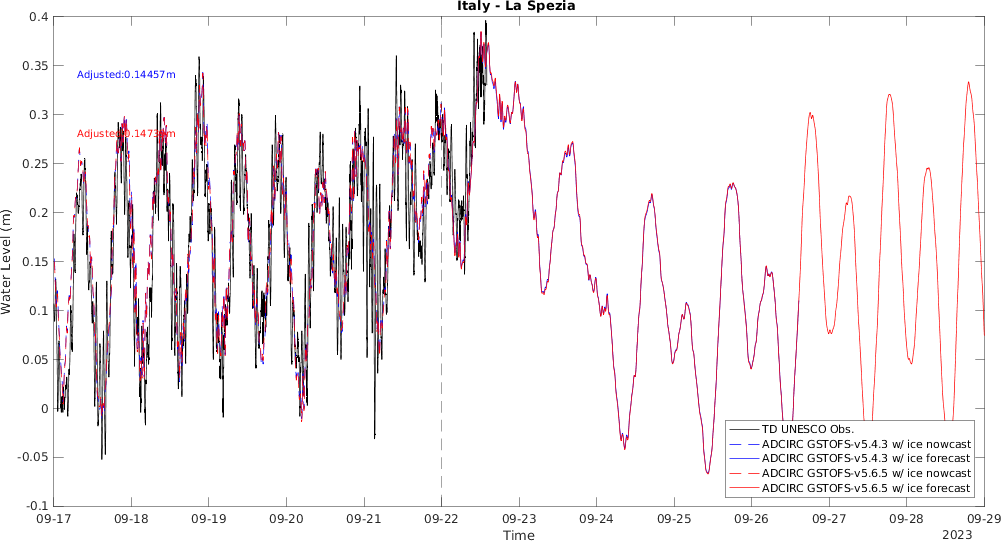 Italy - La Spezia
0.4
0.35
0.3
0.25
0.2
0.15
0.1
0.05
0
-0.05
-0.1
Water Level (m)
Adjusted:0.14457m
TD UNESCO Obs.
ADCIRC GSTOFS-v5.4.3 w/ ice nowcast
ADCIRC GSTOFS-v5.4.3 w/ ice forecast
ADCIRC GSTOFS-v5.6.5 w/ ice nowcast
ADCIRC GSTOFS-v5.6.5 w/ ice forecast
09-17 09-18 09-19 09-20 09-21 09-22 09-23 09-24 09-25 09-26 09-27 09-28 09-29
Time
2023